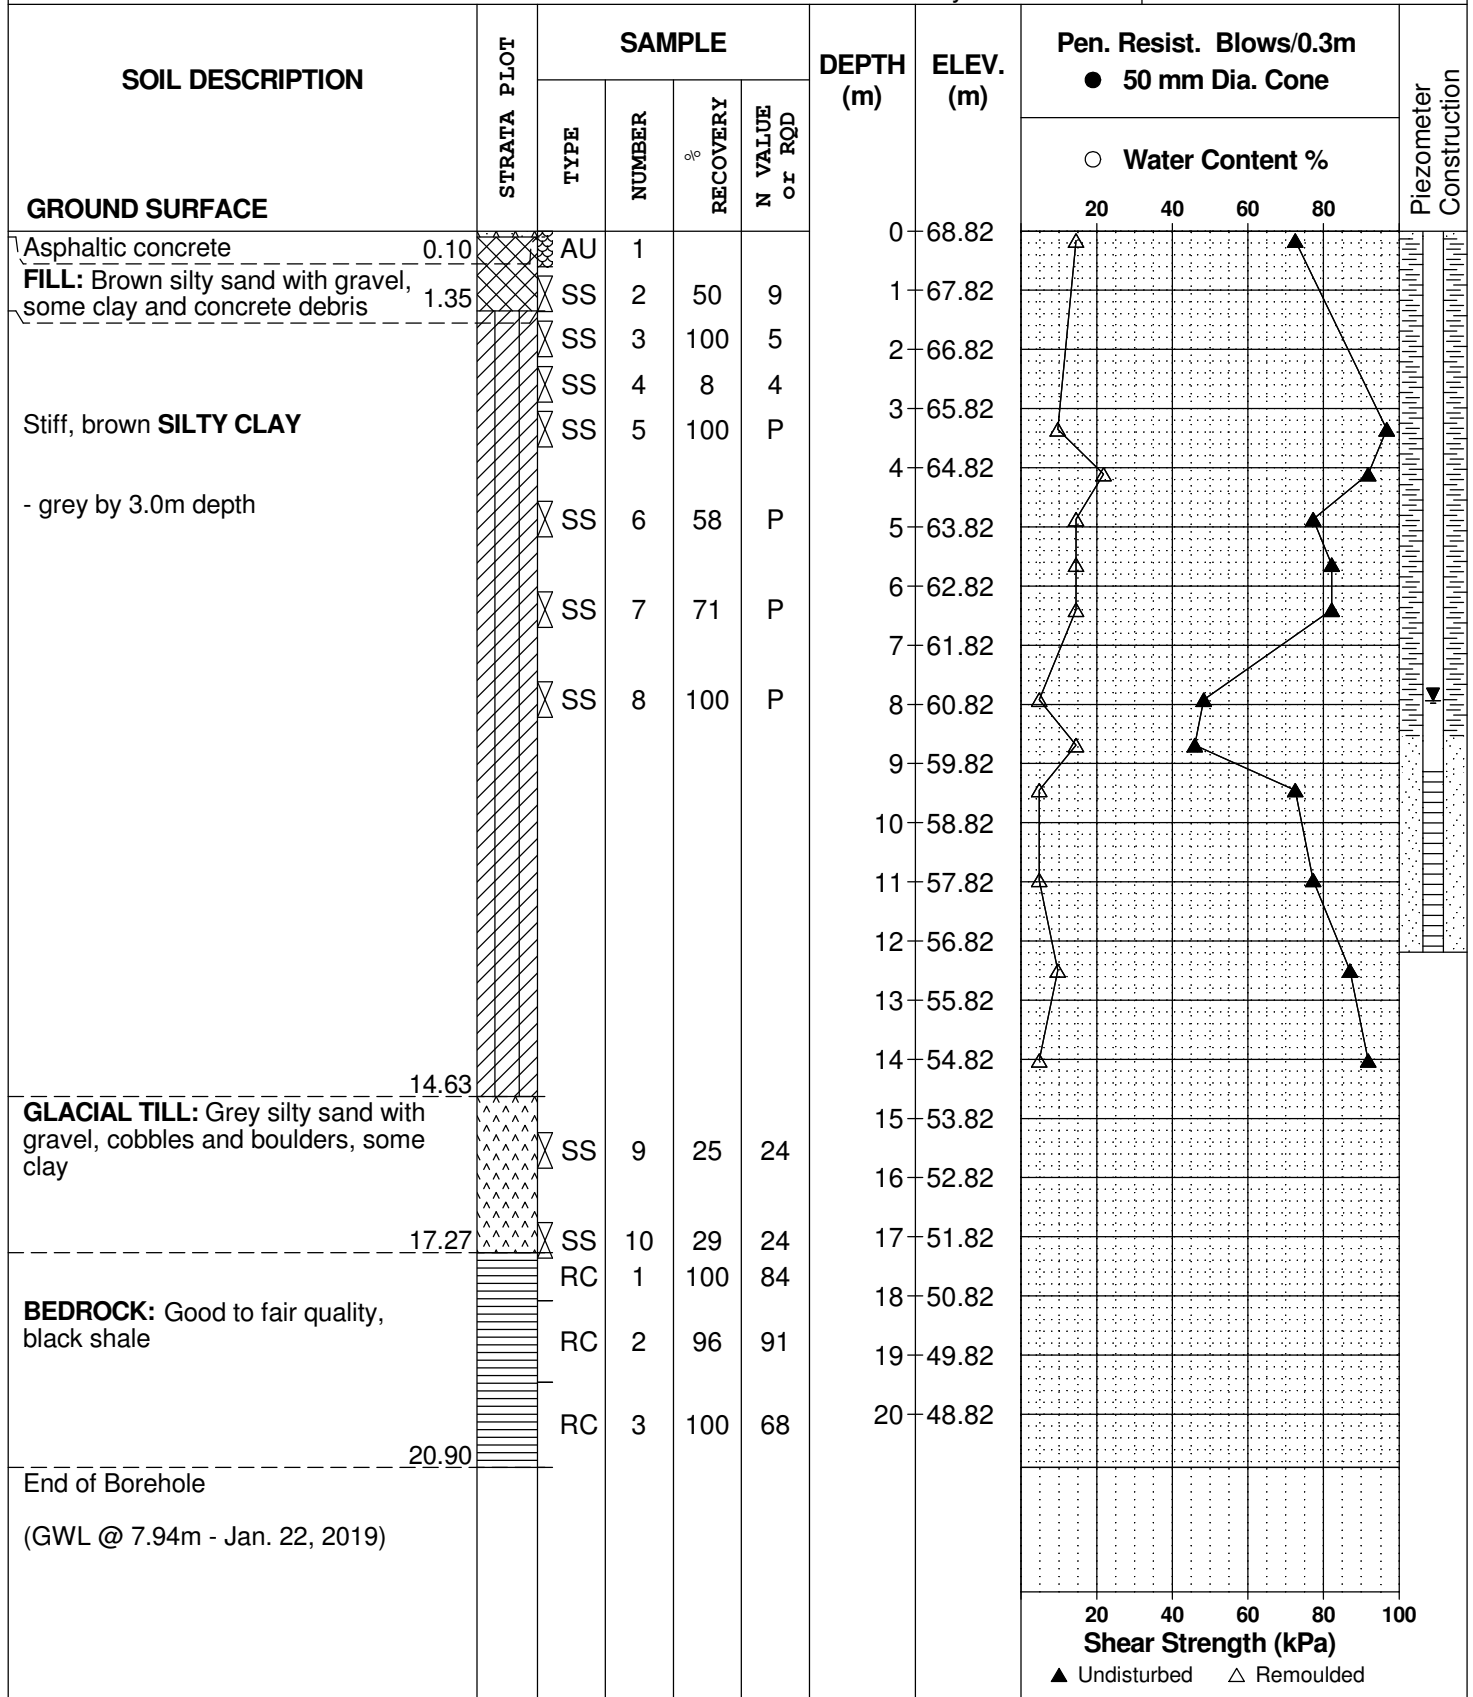 SOIL DESCRIPTION
GROUND SURFACE
STRATA PLOT
SAMPLE
TYPE
NUMBER
% RECOVERY
N VALUE or RQD
DEPTH (m)
ELEV. (m)
Pen. Resist. Blows/0.3m
● 50 mm Dia. Cone
○ Water Content %
20 40 60 80
Piezometer Construction
0 68.82
Asphaltic concrete 0.10 AU 1
FILL: Brown silty sand with gravel,
some clay and concrete debris 1.35 SS 2 50 9
1 67.82
SS 3 100 5
2 66.82
SS 4 8 4
3 65.82
Stiff, brown SILTY CLAY SS 5 100 P
4 64.82
- grey by 3.0m depth
SS 6 58 P
5 63.82
6 62.82
SS 7 71 P
7 61.82
SS 8 100 P
8 60.82
9 59.82
10 58.82
11 57.82
12 56.82
13 55.82
14 54.82
14.63
GLACIAL TILL: Grey silty sand with
gravel, cobbles and boulders, some
clay
15 53.82
SS 9 25 24
16 52.82
17.27 SS 10 29 24
17 51.82
RC 1 100 84
18 50.82
BEDROCK: Good to fair quality,
black shale
RC 2 96 91
19 49.82
20 48.82
RC 3 100 68
20.90
End of Borehole
(GWL @ 7.94m - Jan. 22, 2019)
20 40 60 80 100
Shear Strength (kPa)
▲ Undisturbed △ Remoulded